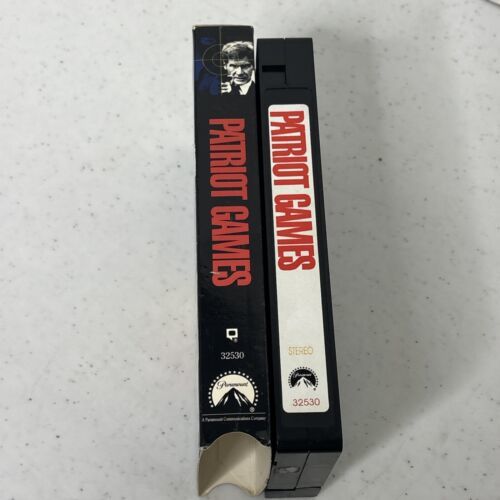 PATRIOT GAMES
32530
Paramount
A Paramount Communications Company
PATRIOT GAMES
STEREO
Paramount
32530